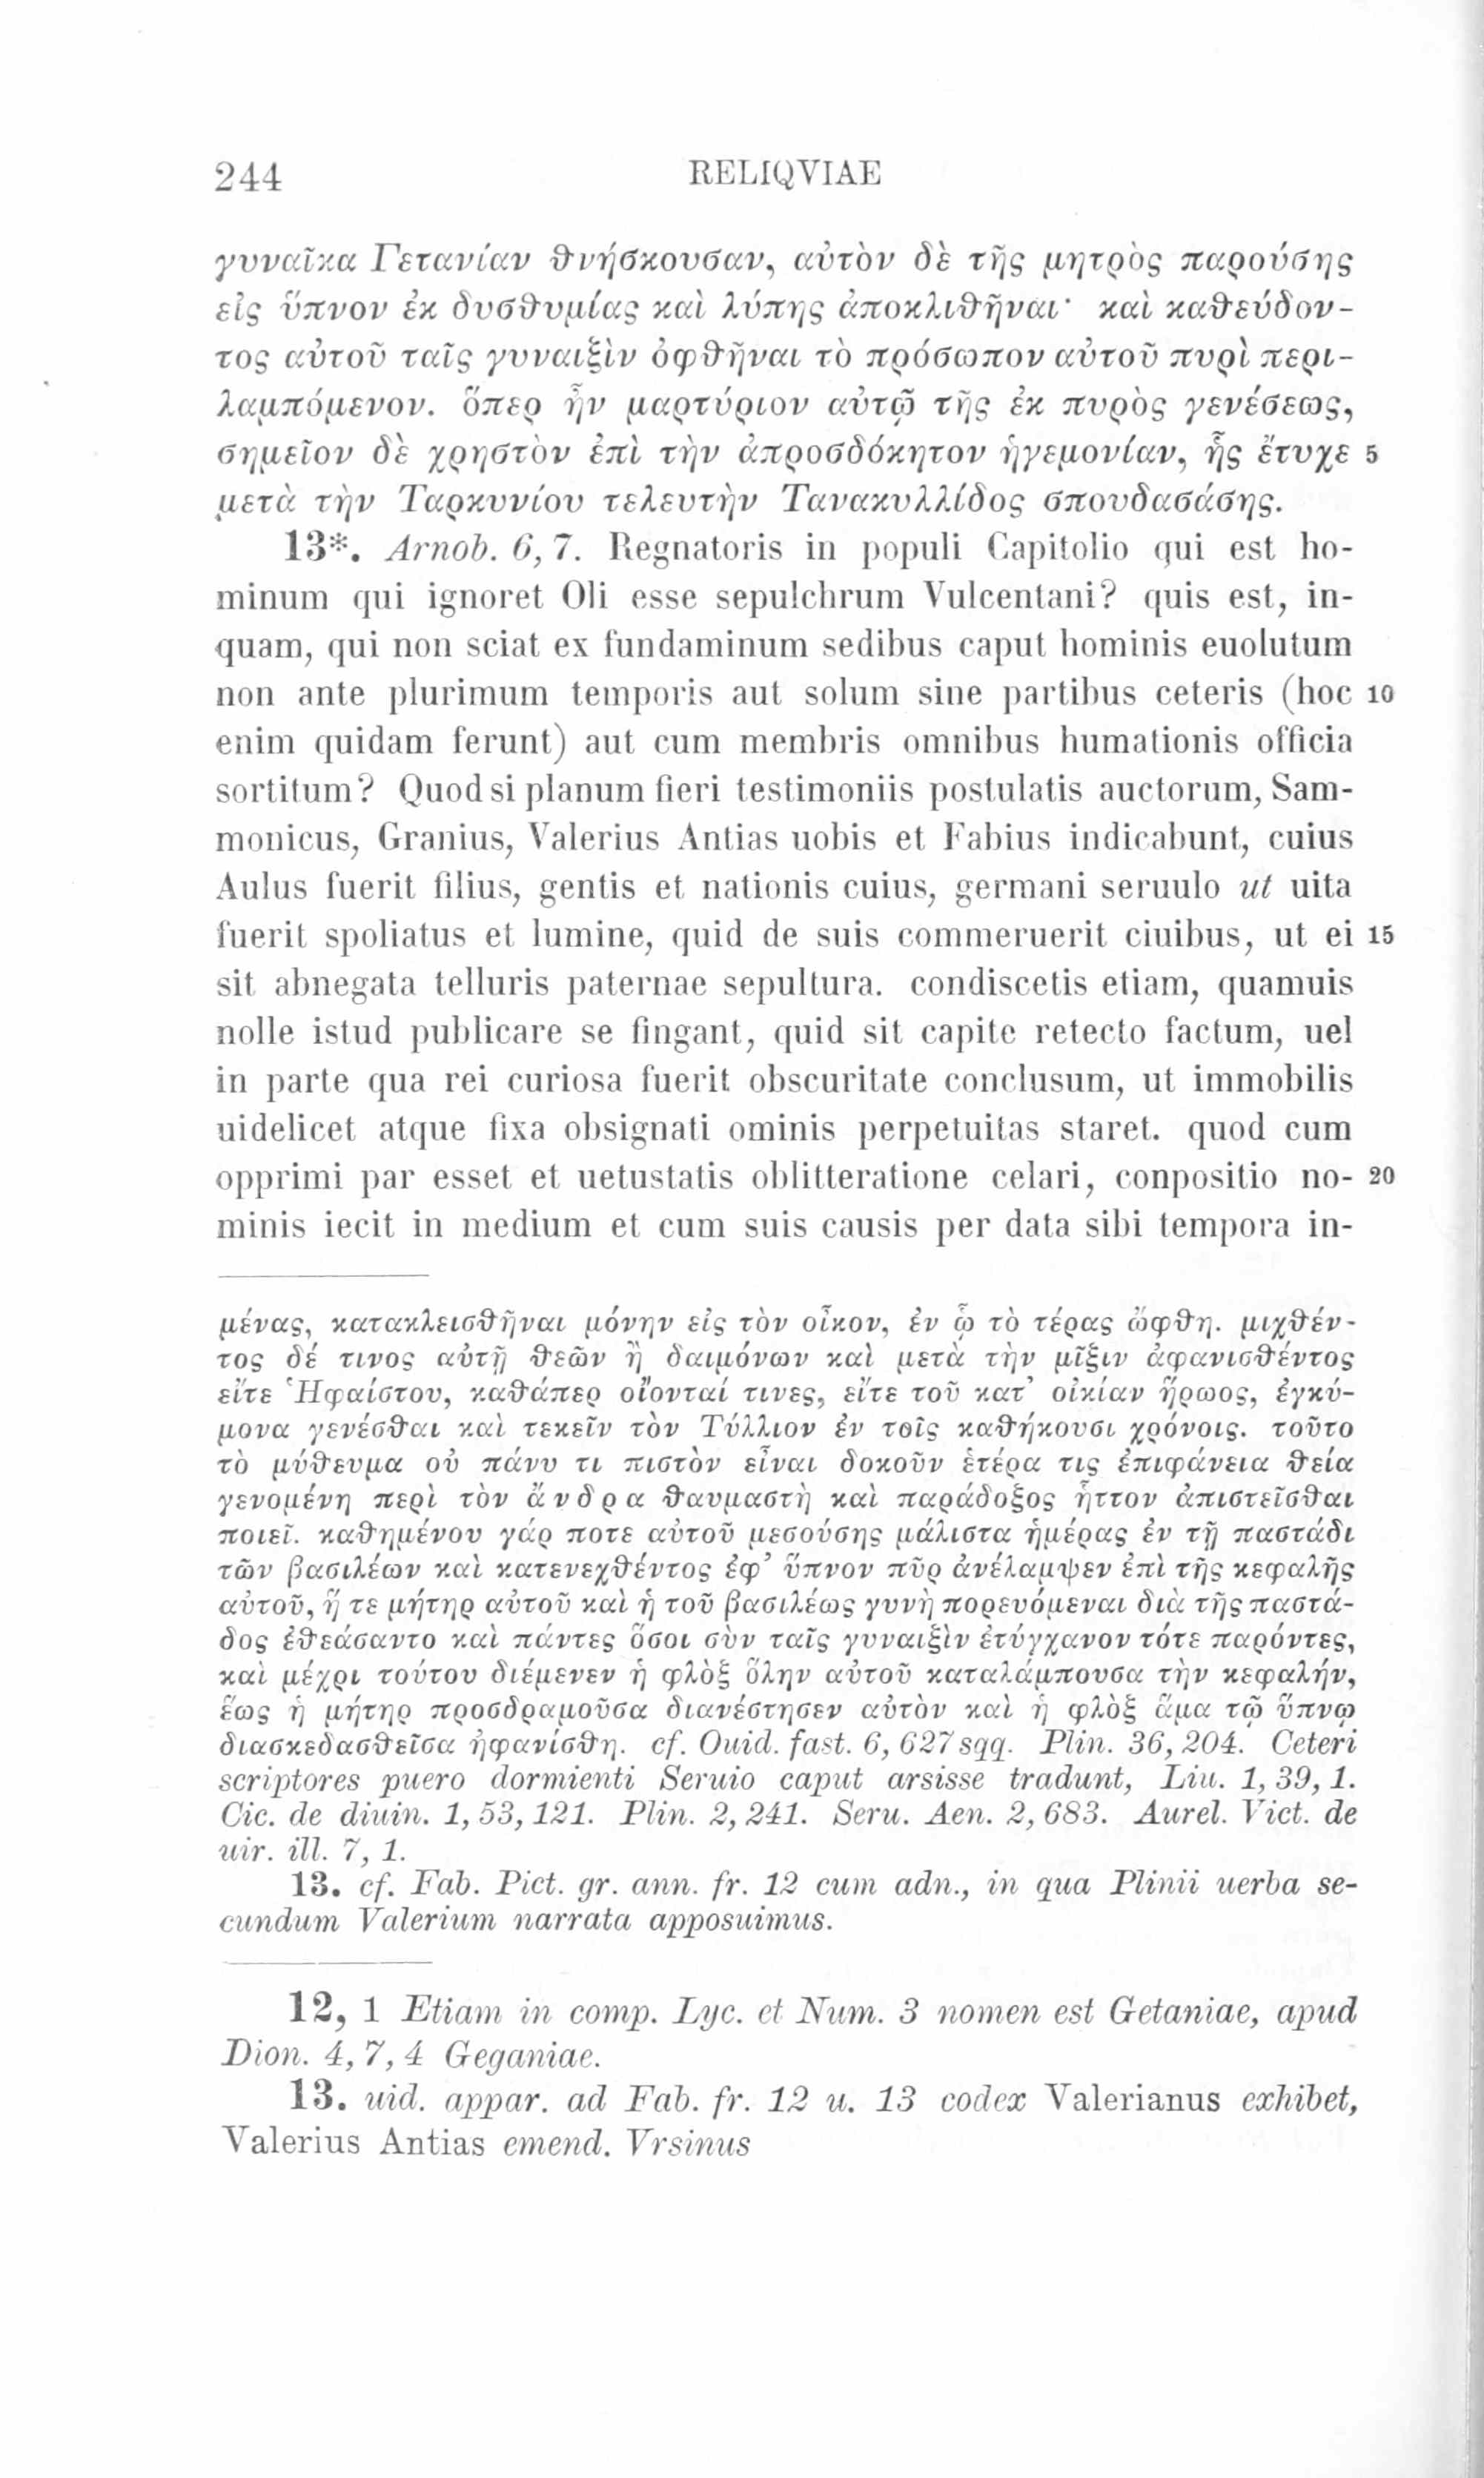 244 RELIQVIAE
γυναῖκα Γετανίαν θνήσκουσαν, αὐτὸν δὲ τῆς μητρὸς παρούσης
εἰς ὕπνον ἐκ δυσθυμίας καὶ λύπης ἀποκλιθῆναι· καὶ καθεύδον-
τος αὐτοῦ ταῖς γυναιξὶν ὀφθῆναι τὸ πρόσωπον αὐτοῦ πυρὶ περι-
λαμπόμενον. ὅπερ ἦν μαρτύριον αὐτῷ τῆς ἐκ πυρὸς γενέσεως,
σημεῖον δὲ χρηστὸν ἐπὶ τὴν ἀπροσδόκητον ἡγεμονίαν, ἧς ἔτυχε 5
μετὰ τὴν Ταρκυνίου τελευτὴν Τανακυλλίδος σπουδασάσης.
13*. Arnob. 6, 7. Regnatoris in populi Capitolio qui est ho-
minum qui ignoret Oli esse sepulchrum Vulcentani? quis est, in-
quam, qui non sciat ex fundaminum sedibus caput hominis euolutum
non ante plurimum temporis aut solum sine partibus ceteris (hoc 10
enim quidam ferunt) aut cum membris omnibus humationis officia
sortitum? Quod si planum fieri testimoniis postulatis auctorum, Sam-
monicus, Granius, Valerius Antias uobis et Fabius indicabunt, cuius
Aulus fuerit filius, gentis et nationis cuius, germani seruulo ut uita
fuerit spoliatus et lumine, quid de suis commeruerit ciuibus, ut ei 15
sit abnegata telluris paternae sepultura. condiscetis etiam, quamuis
nolle istud publicare se fingant, quid sit capite retecto factum, uel
in parte qua rei curiosa fuerit obscuritate conclusum, ut immobilis
uidelicet atque fixa obsignati ominis perpetuitas staret. quod cum
opprimi par esset et uetustatis oblitteratione celari, conpositio no- 20
minis iecit in medium et cum suis causis per data sibi tempora in-
μένας, κατακλεισθῆναι μόνην εἰς τὸν οἶκον, ἐν ᾧ τὸ τέρας ὤφθη. μιχθέν-
τος δέ τινος αὐτῇ θεῶν ἢ δαιμόνων καὶ μετὰ τὴν μῖξιν ἀφανισθέντος
εἴτε Ἡφαίστου, καθάπερ οἴονταί τινες, εἴτε τοῦ κατ' οἰκίαν ἥρωος, ἐγκύ-
μονα γενέσθαι καὶ τεκεῖν τὸν Τύλλιον ἐν τοῖς καθήκουσι χρόνοις. τοῦτο
τὸ μύθευμα οὐ πάνυ τι πιστὸν εἶναι δοκοῦν ἑτέρα τις ἐπιφάνεια θεία
γενομένη περὶ τὸν ἄνδρα θαυμαστὴ καὶ παράδοξος ἧττον ἀπιστεῖσθαι
ποιεῖ. καθημένου γάρ ποτε αὐτοῦ μεσούσης μάλιστα ἡμέρας ἐν τῇ παστάδι
τῶν βασιλέων καὶ κατενεχθέντος ἐφ' ὕπνον πῦρ ἀνέλαμψεν ἐπὶ τῆς κεφαλῆς
αὐτοῦ, ἥ τε μήτηρ αὐτοῦ καὶ ἡ τοῦ βασιλέως γυνὴ πορευόμεναι διὰ τῆς παστά-
δος ἐθεάσαντο καὶ πάντες ὅσοι σὺν ταῖς γυναιξὶν ἐτύγχανον τότε παρόντες,
καὶ μέχρι τούτου διέμενεν ἡ φλὸξ ὅλην αὐτοῦ καταλάμπουσα τὴν κεφαλήν,
ἕως ἡ μήτηρ προσδραμοῦσα διανέστησεν αὐτὸν καὶ ἡ φλὸξ ἅμα τῷ ὕπνῳ
διασκεδασθεῖσα ἠφανίσθη. cf. Ouid. fast. 6, 627 sqq. Plin. 36, 204. Ceteri
scriptores puero dormienti Seruio caput arsisse tradunt, Liu. 1, 39, 1.
Cic. de diuin. 1, 53, 121. Plin. 2, 241. Seru. Aen. 2, 683. Aurel. Vict. de
uir. ill. 7, 1.
13. cf. Fab. Pict. gr. ann. fr. 12 cum adn., in qua Plinii uerba se-
cundum Valerium narrata apposuimus.
12, 1 Etiam in comp. Lyc. et Num. 3 nomen est Getaniae, apud
Dion. 4, 7, 4 Geganiae.
13. uid. appar. ad Fab. fr. 12 u. 13 codex Valerianus exhibet,
Valerius Antias emend. Vrsinus